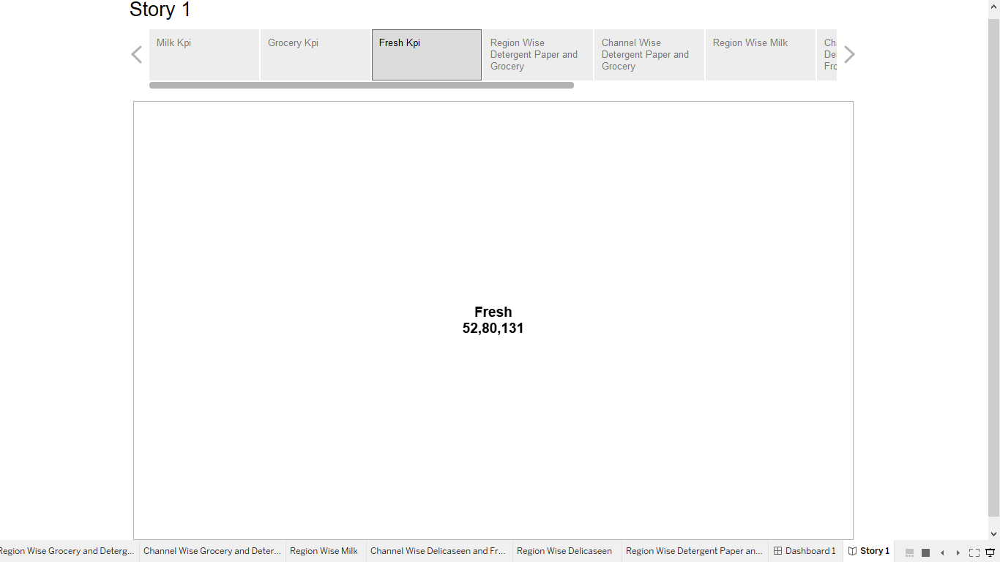 Story 1
Milk Kpi
Grocery Kpi
Fresh Kpi
Region Wise
Detergent Paper and
Grocery
Channel Wise
Detergent Paper and
Grocery
Region Wise Milk
Ch
De
Fro
Fresh
52,80,131
Region Wise Grocery and Deterg...
Channel Wise Grocery and Deter...
Region Wise Milk
Channel Wise Delicaseen and Fr...
Region Wise Delicaseen
Region Wise Detergent Paper an...
Dashboard 1
Story 1